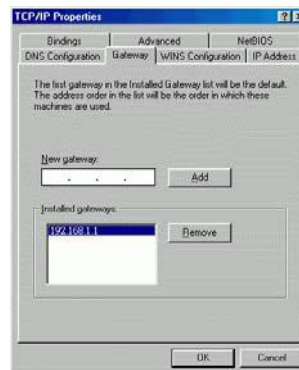 TCP/IP Properties
Bindings Advanced NetBIOS
DNS Configuration Gateway WINS Configuration IP Address
The first gateway in the Installed Gateway list will be the default.
The address order in the list will be the order in which these
machines are used.
New gateway:
. . .
Add
Installed gateways:
192.168.1.1
Remove
OK Cancel